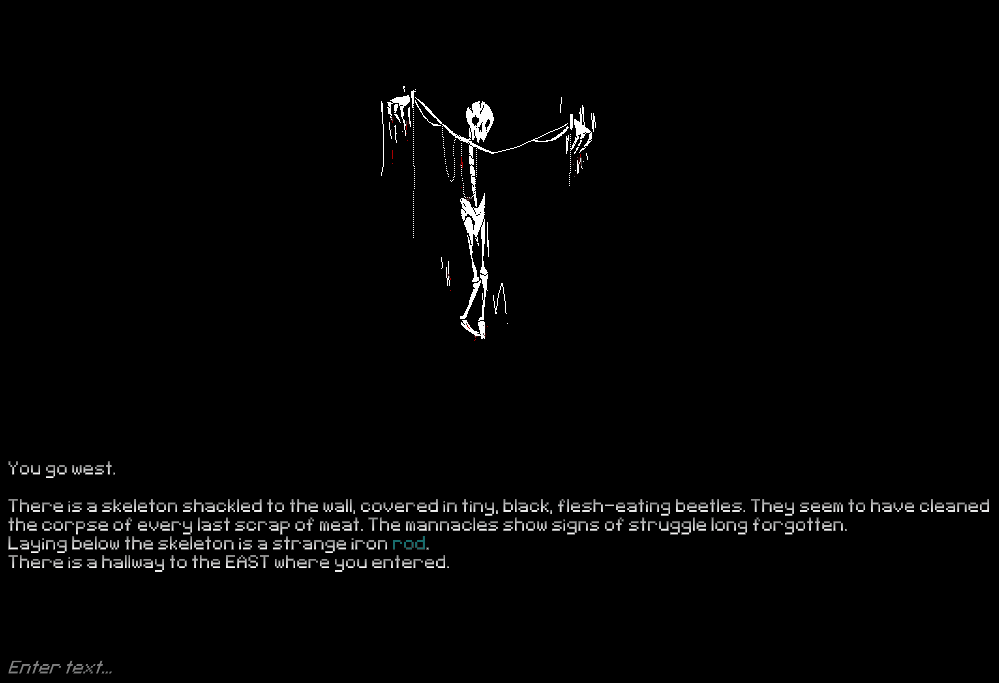 You go west.
There is a skeleton shackled to the wall, covered in tiny, black, flesh-eating beetles. They seem to have cleaned
the corpse of every last scrap of meat. The mannacles show signs of struggle long forgotten.
Laying below the skeleton is a strange iron rod.
There is a hallway to the EAST where you entered.
Enter text...